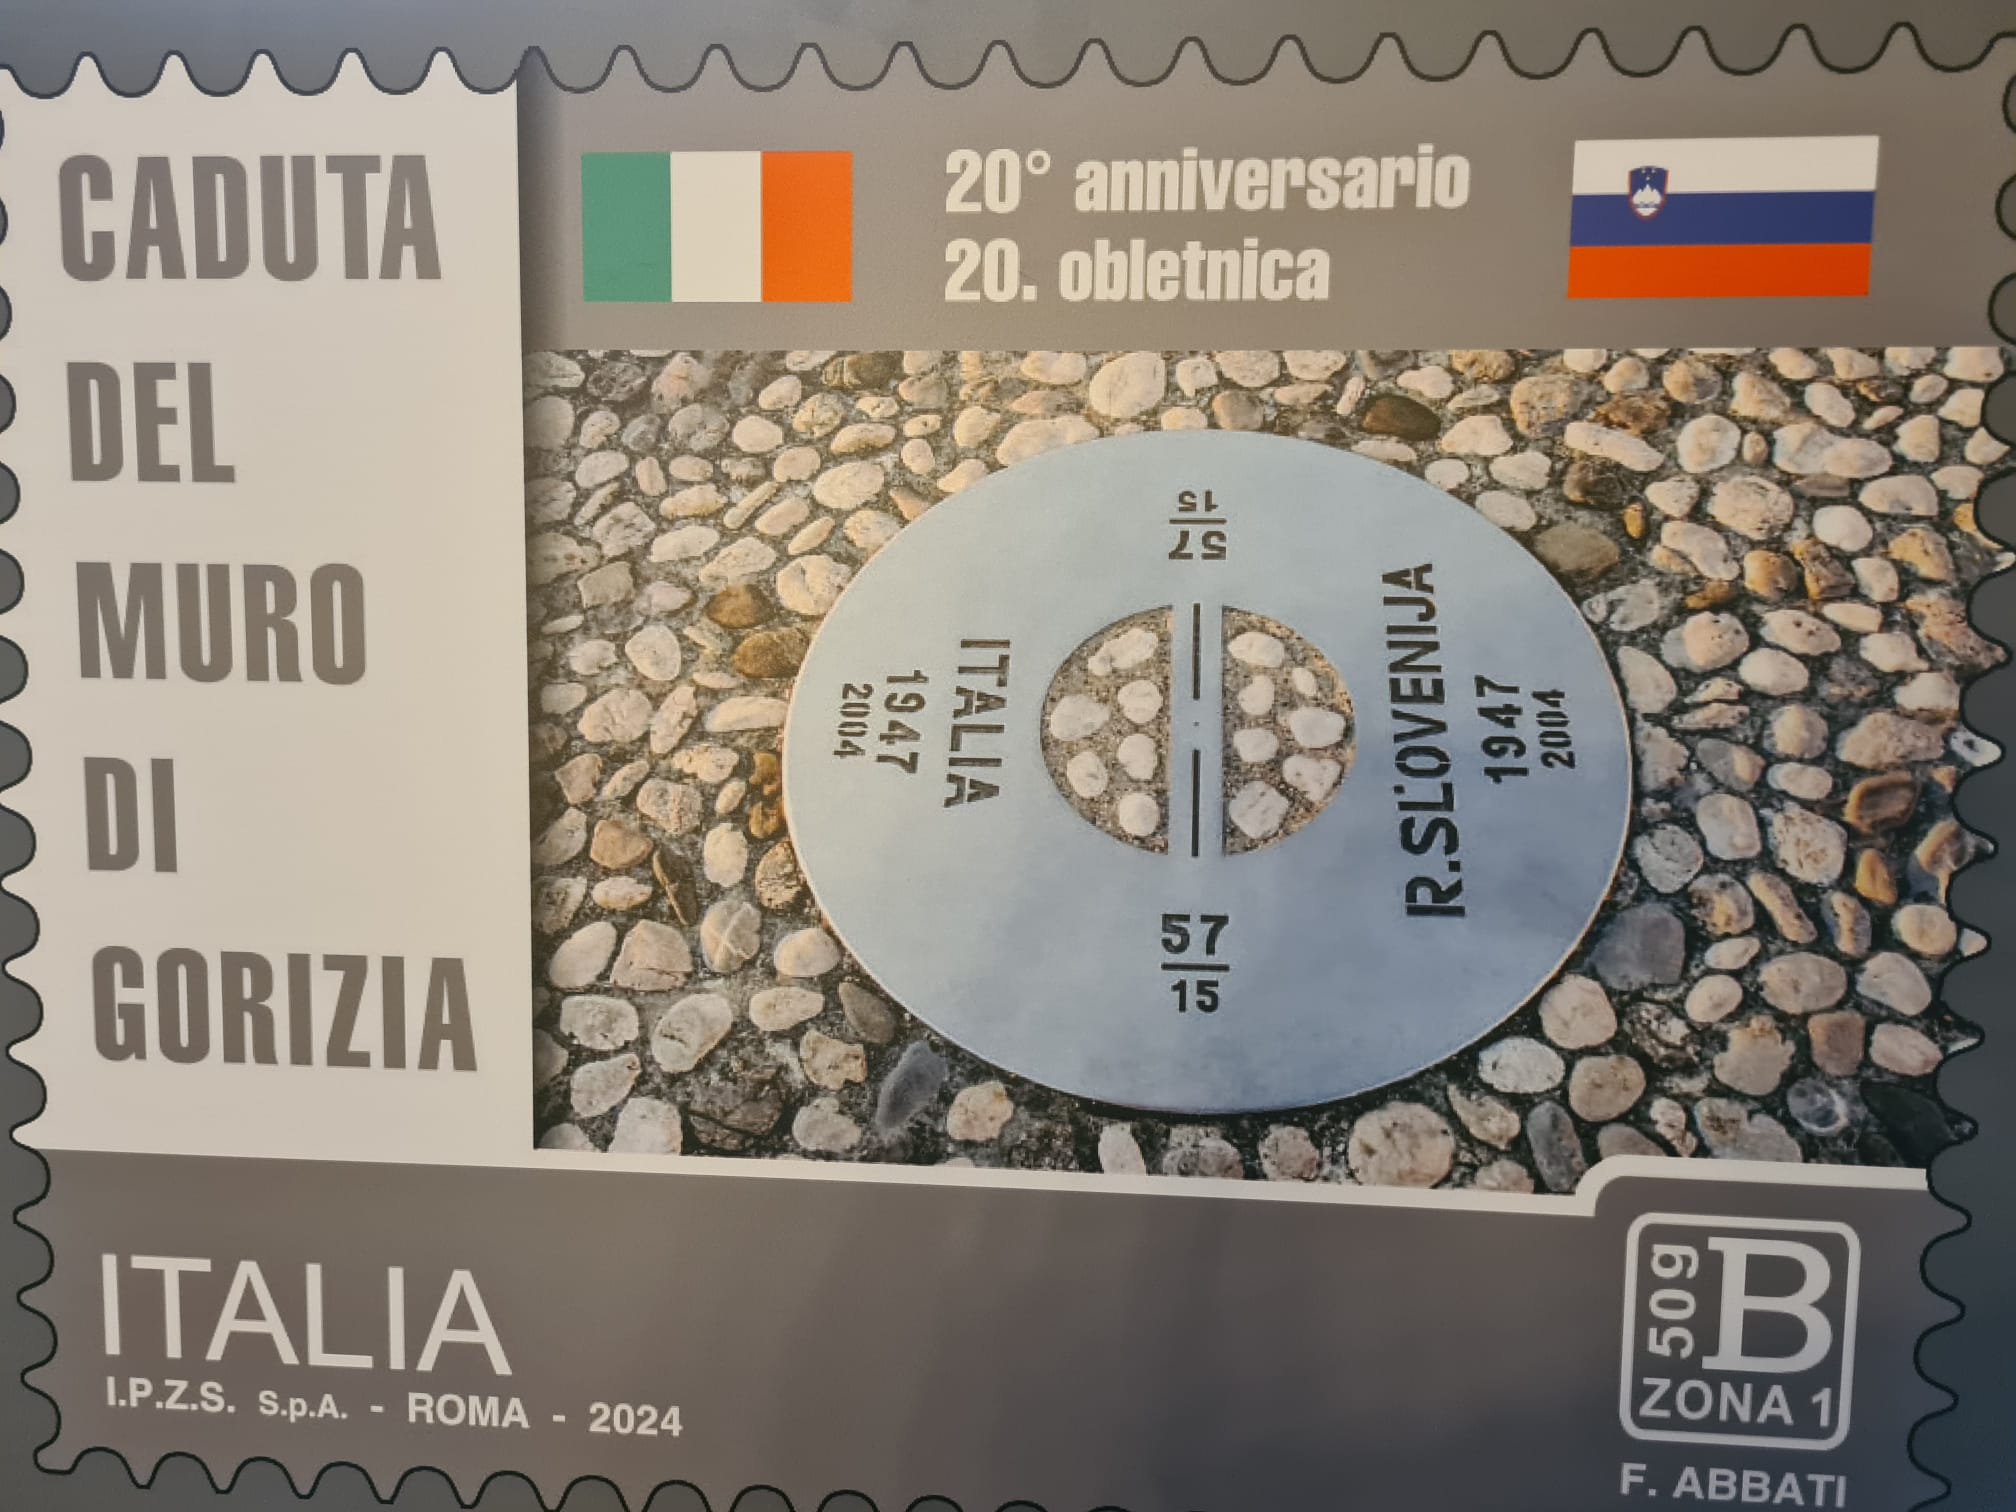 CADUTA
DEL
MURO
DI
GORIZIA
20° anniversario
20. obletnica
57
15
ITALIA
1947
2004
R.SLOVENIJA
1947
2004
57
15
ITALIA
I.P.Z.S. S.p.A. - ROMA - 2024
50g
B
ZONA 1
F. ABBATI